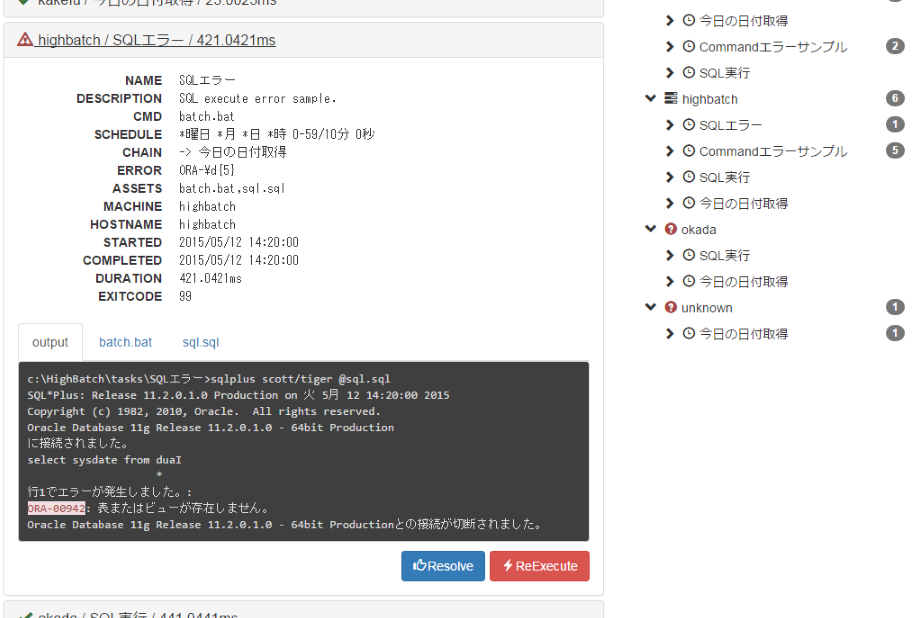 kakefu / 今日の日付取得 / 23.0023ms
highbatch / SQLエラー / 421.0421ms
NAME SQLエラー
DESCRIPTION SQL execute error sample.
CMD batch.bat
SCHEDULE *曜日 *月 *日 *時 0-59/10分 0秒
CHAIN -> 今日の日付取得
ERROR ORA-¥d{5}
ASSETS batch.bat,sql.sql
MACHINE highbatch
HOSTNAME highbatch
STARTED 2015/05/12 14:20:00
COMPLETED 2015/05/12 14:20:00
DURATION 421.0421ms
EXITCODE 99
output batch.bat sql.sql
c:\HighBatch\tasks\SQLエラー>sqlplus scott/tiger @sql.sql
SQL*Plus: Release 11.2.0.1.0 Production on 火 5月 12 14:20:00 2015
Copyright (c) 1982, 2010, Oracle.  All rights reserved.
Oracle Database 11g Release 11.2.0.1.0 - 64bit Production
に接続されました。
select sysdate from duaI
*
行1でエラーが発生しました。:
ORA-00942: 表またはビューが存在しません。
Oracle Database 11g Release 11.2.0.1.0 - 64bit Productionとの接続が切断されました。
Resolve ReExecute
okada / SQL実行 / 441.0441ms
今日の日付取得
Commandエラーサンプル 2
SQL実行
highbatch 6
SQLエラー 1
Commandエラーサンプル 5
SQL実行
今日の日付取得
okada
SQL実行
今日の日付取得
unknown 1
今日の日付取得 1